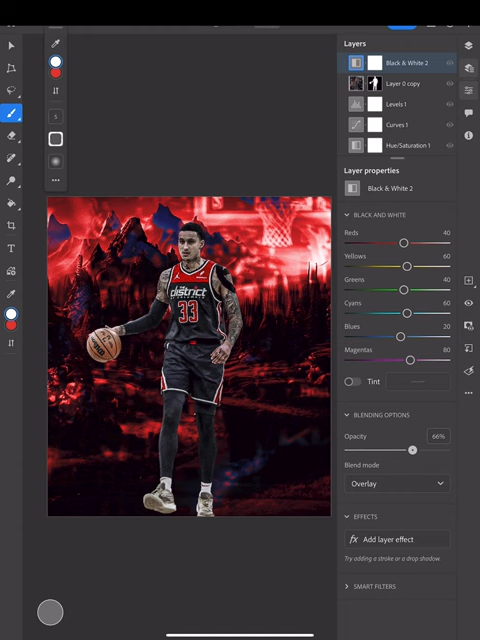 Layers
Black & White 2
Layer 0 copy
Levels 1
Curves 1
Hue/Saturation 1
Layer properties
Black & White 2
BLACK AND WHITE
Reds 40
Yellows 60
Greens 40
Cyans 60
Blues 20
Magentas 80
Tint
BLENDING OPTIONS
Opacity 66%
Blend mode
Overlay
EFFECTS
fx Add layer effect
Try adding a stroke or a drop shadow.
SMART FILTERS
5
T
district
33